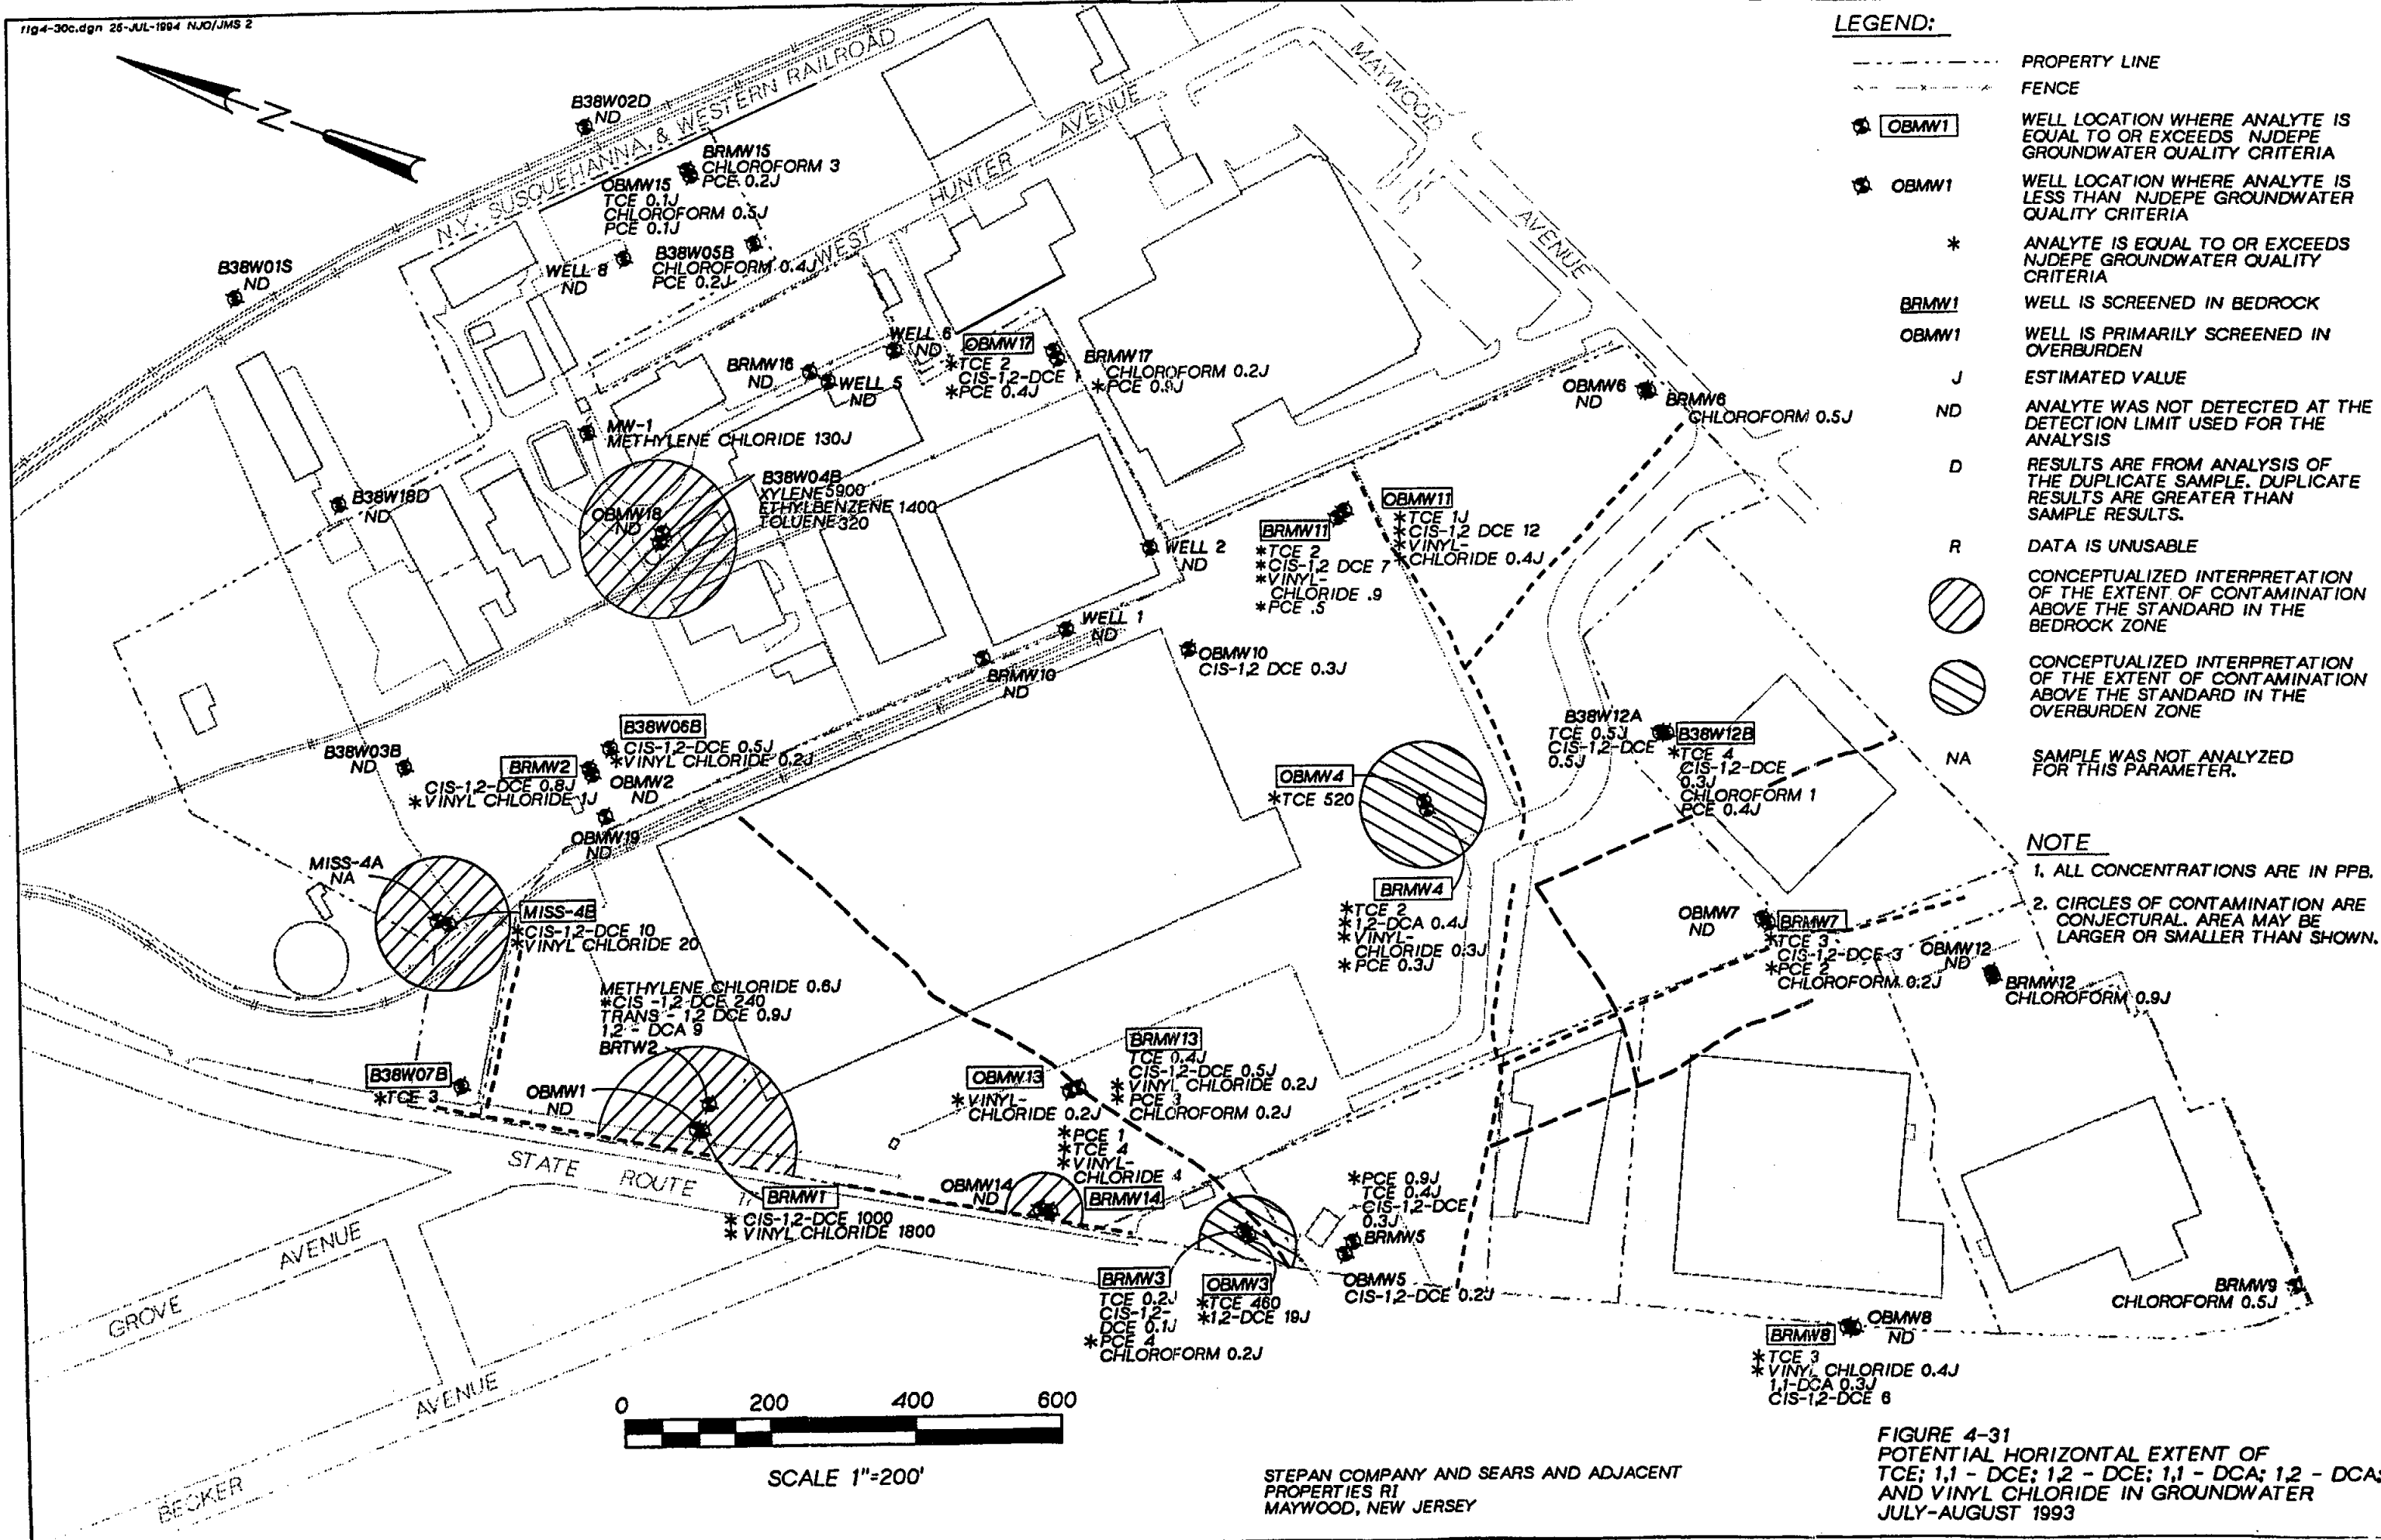 f1g4-30c.dgn 26-JUL-1994 NJO/JMS 2
N
N.Y. SUSQUEHANNA & WESTERN RAILROAD
WEST HUNTER AVENUE
MAYWOOD AVENUE
B38W02D
ND
BRMW15
CHLOROFORM 3
PCE 0.2J
OBMW15
TCE 0.1J
CHLOROFORM 0.5J
PCE 0.1J
B38W01S
ND
WELL 8
ND
B38W05B
CHLOROFORM 0.4J
PCE 0.2J
WELL 6
ND
OBMW17
*TCE 2
CIS-1,2-DCE 1
*PCE 0.4J
BRMW17
CHLOROFORM 0.2J
*PCE 0.9J
BRMW16
ND
WELL 5
ND
OBMW6
ND
BRMW6
CHLOROFORM 0.5J
MW-1
METHYLENE CHLORIDE 130J
B38W18D
ND
B38W04B
XYLENE 5900
ETHYLBENZENE 1400
TOLUENE 320
OBMW18
ND
OBMW11
*TCE 1J
*CIS-1,2 DCE 12
*VINYL-
*CHLORIDE 0.4J
BRMW11
*TCE 2
*CIS-1,2 DCE 7
*VINYL-
CHLORIDE .9
*PCE .5
WELL 2
ND
WELL 1
ND
BRMW10
ND
OBMW10
CIS-1,2 DCE 0.3J
B38W03B
ND
B38W06B
CIS-1,2-DCE 0.5J
*VINYL CHLORIDE 0.2J
BRMW2
CIS-1,2-DCE 0.8J
*VINYL CHLORIDE 1J
OBMW2
ND
OBMW19
ND
B38W12A
TCE 0.5J
CIS-1,2-DCE
0.5J
B38W12B
*TCE 4
CIS-1,2-DCE
0.3J
CHLOROFORM 1
PCE 0.4J
OBMW4
*TCE 520
BRMW4
*TCE 2
*1,2-DCA 0.4J
*VINYL-
CHLORIDE 0.3J
*PCE 0.3J
MISS-4A
NA
MISS-4B
*CIS-1,2-DCE 10
*VINYL CHLORIDE 20
OBMW7
ND
BRMW7
*TCE 3
CIS-1,2-DCE 3
*PCE 2
CHLOROFORM 0.2J
OBMW12
ND
BRMW12
CHLOROFORM 0.9J
METHYLENE CHLORIDE 0.6J
*CIS -1,2 DCE 240
TRANS - 1,2 DCE 0.9J
1,2 - DCA 9
BRTW2
B38W07B
*TCE 3
OBMW1
ND
BRMW13
TCE 0.4J
CIS-1,2-DCE 0.5J
*VINYL CHLORIDE 0.2J
*PCE 3
CHLOROFORM 0.2J
OBMW13
*VINYL-
CHLORIDE 0.2J
*PCE 1
*TCE 4
*VINYL-
CHLORIDE 4
OBMW14
ND
BRMW14
STATE ROUTE
BRMW1
*CIS-1,2-DCE 1000
*VINYL CHLORIDE 1800
*PCE 0.9J
TCE 0.4J
CIS-1,2-DCE
0.3J
BRMW5
OBMW5
CIS-1,2-DCE 0.2J
BRMW3
TCE 0.2J
CIS-1,2-
DCE 0.1J
*PCE 4
CHLOROFORM 0.2J
OBMW3
*TCE 460
*1,2-DCE 19J
BRMW9
CHLOROFORM 0.5J
OBMW8
ND
BRMW8
*TCE 3
*VINYL CHLORIDE 0.4J
1,1-DCA 0.3J
CIS-1,2-DCE 6
GROVE AVENUE
BECKER AVENUE
0 200 400 600
SCALE 1"=200'
LEGEND:
PROPERTY LINE
FENCE
OBMW1
WELL LOCATION WHERE ANALYTE IS
EQUAL TO OR EXCEEDS NJDEPE
GROUNDWATER QUALITY CRITERIA
OBMW1
WELL LOCATION WHERE ANALYTE IS
LESS THAN NJDEPE GROUNDWATER
QUALITY CRITERIA
*
ANALYTE IS EQUAL TO OR EXCEEDS
NJDEPE GROUNDWATER QUALITY
CRITERIA
BRMW1 WELL IS SCREENED IN BEDROCK
OBMW1 WELL IS PRIMARILY SCREENED IN
OVERBURDEN
J ESTIMATED VALUE
ND ANALYTE WAS NOT DETECTED AT THE
DETECTION LIMIT USED FOR THE
ANALYSIS
D RESULTS ARE FROM ANALYSIS OF
THE DUPLICATE SAMPLE. DUPLICATE
RESULTS ARE GREATER THAN
SAMPLE RESULTS.
R DATA IS UNUSABLE
CONCEPTUALIZED INTERPRETATION
OF THE EXTENT OF CONTAMINATION
ABOVE THE STANDARD IN THE
BEDROCK ZONE
CONCEPTUALIZED INTERPRETATION
OF THE EXTENT OF CONTAMINATION
ABOVE THE STANDARD IN THE
OVERBURDEN ZONE
NA SAMPLE WAS NOT ANALYZED
FOR THIS PARAMETER.
NOTE
1. ALL CONCENTRATIONS ARE IN PPB.
2. CIRCLES OF CONTAMINATION ARE
CONJECTURAL. AREA MAY BE
LARGER OR SMALLER THAN SHOWN.
STEPAN COMPANY AND SEARS AND ADJACENT
PROPERTIES RI
MAYWOOD, NEW JERSEY
FIGURE 4-31
POTENTIAL HORIZONTAL EXTENT OF
TCE; 1,1 - DCE; 1,2 - DCE; 1,1 - DCA; 1,2 - DCA;
AND VINYL CHLORIDE IN GROUNDWATER
JULY-AUGUST 1993